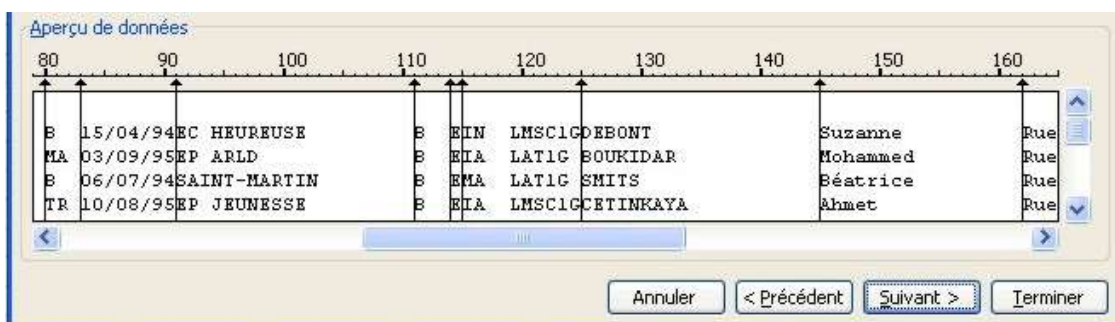 Aperçu de données
80 90 100 110 120 130 140 150 160
B 15/04/94EC HEUREUSE B EIN LMSC1GDEBONT Suzanne Rue
MA 03/09/95EP ARLD B EIA LAT1G BOUKIDAR Mohammed Rue
B 06/07/94SAINT-MARTIN B EMA LAT1G SMITS Béatrice Rue
TR 10/08/95EP JEUNESSE B EIA LMSC1GCETINKAYA Ahmet Rue
Annuler < Précédent Suivant > Terminer